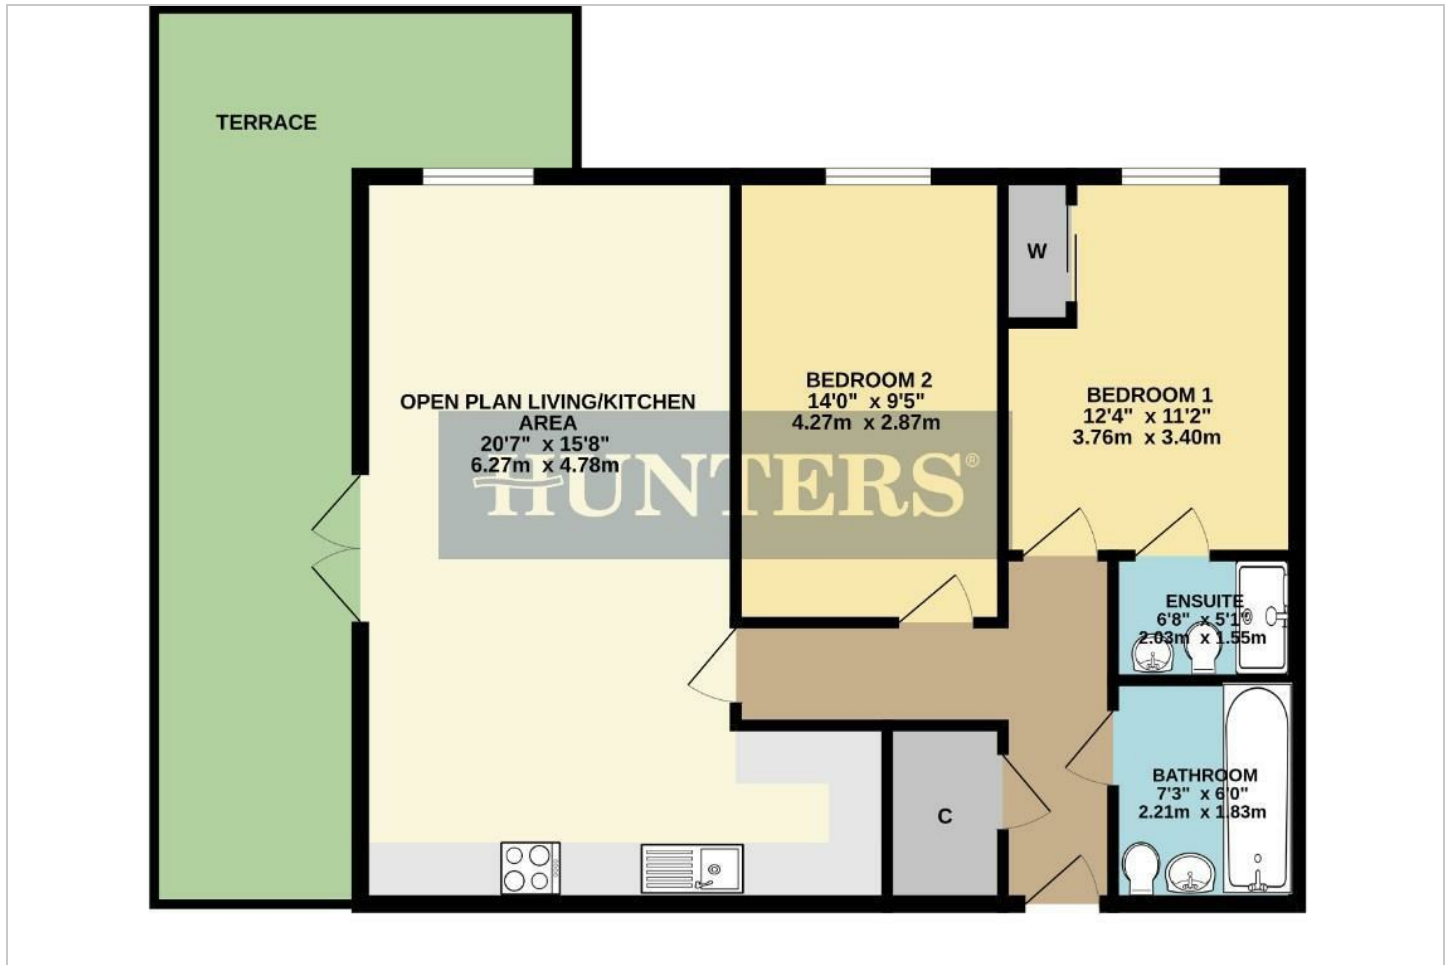 TERRACE
OPEN PLAN LIVING/KITCHEN
AREA
20'7" x 15'8"
6.27m x 4.78m
BEDROOM 2
14'0" x 9'5"
4.27m x 2.87m
W
BEDROOM 1
12'4" x 11'2"
3.76m x 3.40m
HUNTERS®
ENSUITE
6'8" x 5'1"
2.03m x 1.55m
BATHROOM
7'3" x 6'0"
2.21m x 1.83m
C